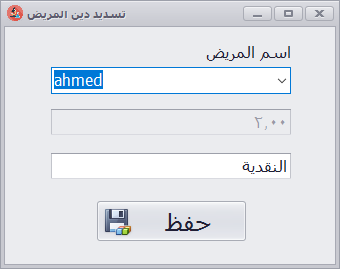 تسديد دين المريض
اسم المريض
ahmed
٢,٠٠
النقدية
حفظ